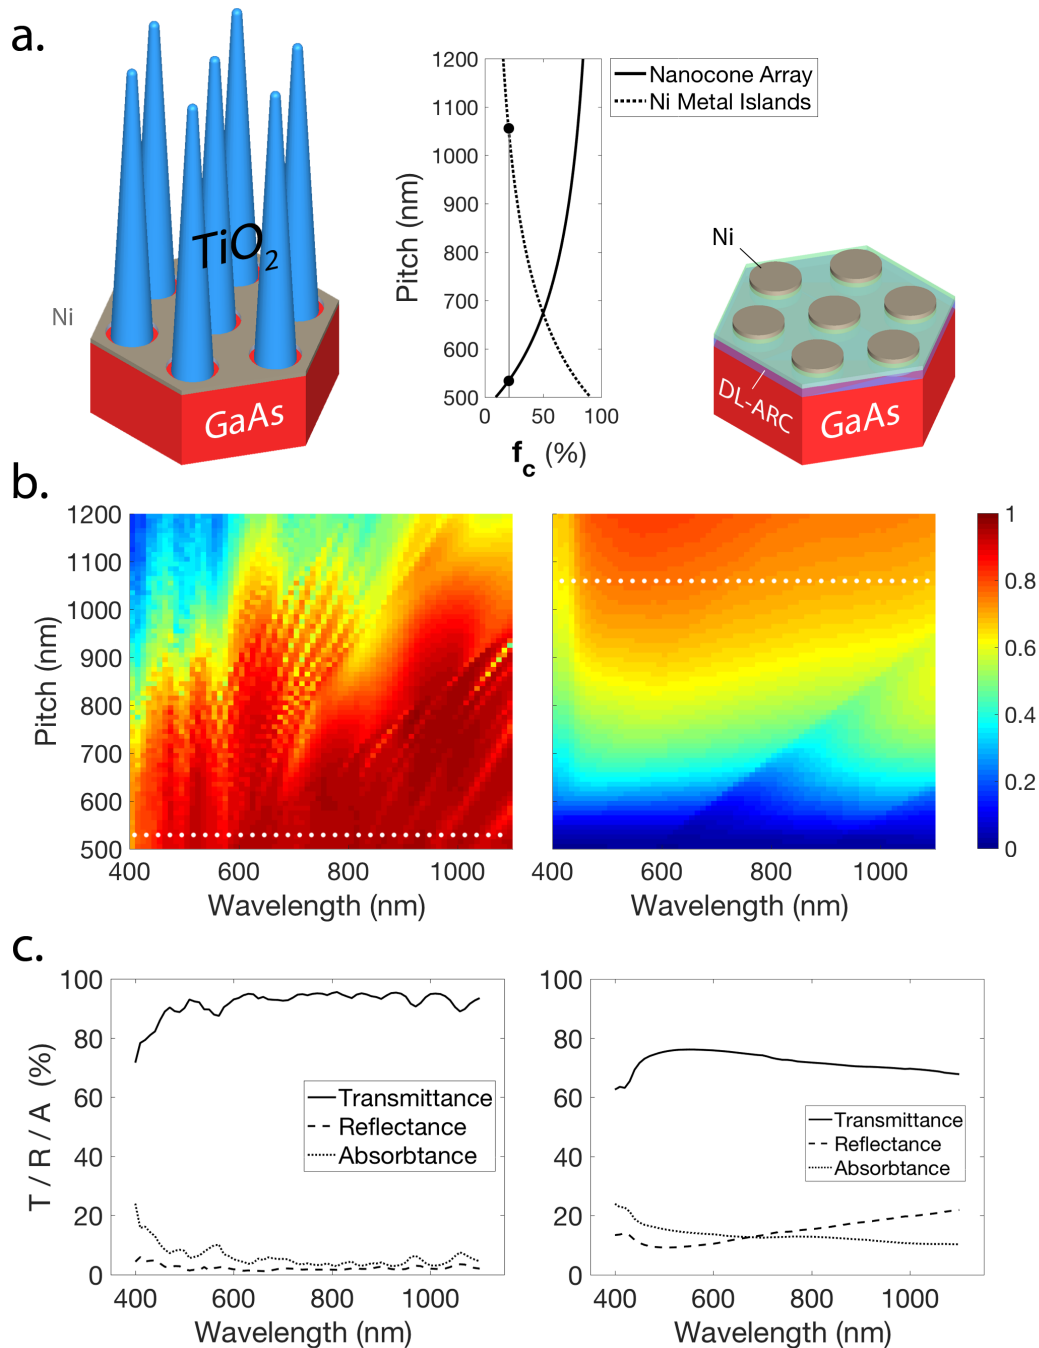 a.
TiO2
Ni
GaAs
1200
1100
1000
900
800
700
600
500
Pitch (nm)
0 50 100
fc (%)
Nanocone Array
Ni Metal Islands
Ni
DL-ARC
GaAs
b.
1200
1100
1000
900
800
700
600
500
Pitch (nm)
400 600 800 1000
Wavelength (nm)
400 600 800 1000
Wavelength (nm)
1
0.8
0.6
0.4
0.2
0
c.
100
80
60
40
20
0
T / R / A (%)
Transmittance
Reflectance
Absorbtance
400 600 800 1000
Wavelength (nm)
100
80
60
40
20
0
Transmittance
Reflectance
Absorbtance
400 600 800 1000
Wavelength (nm)